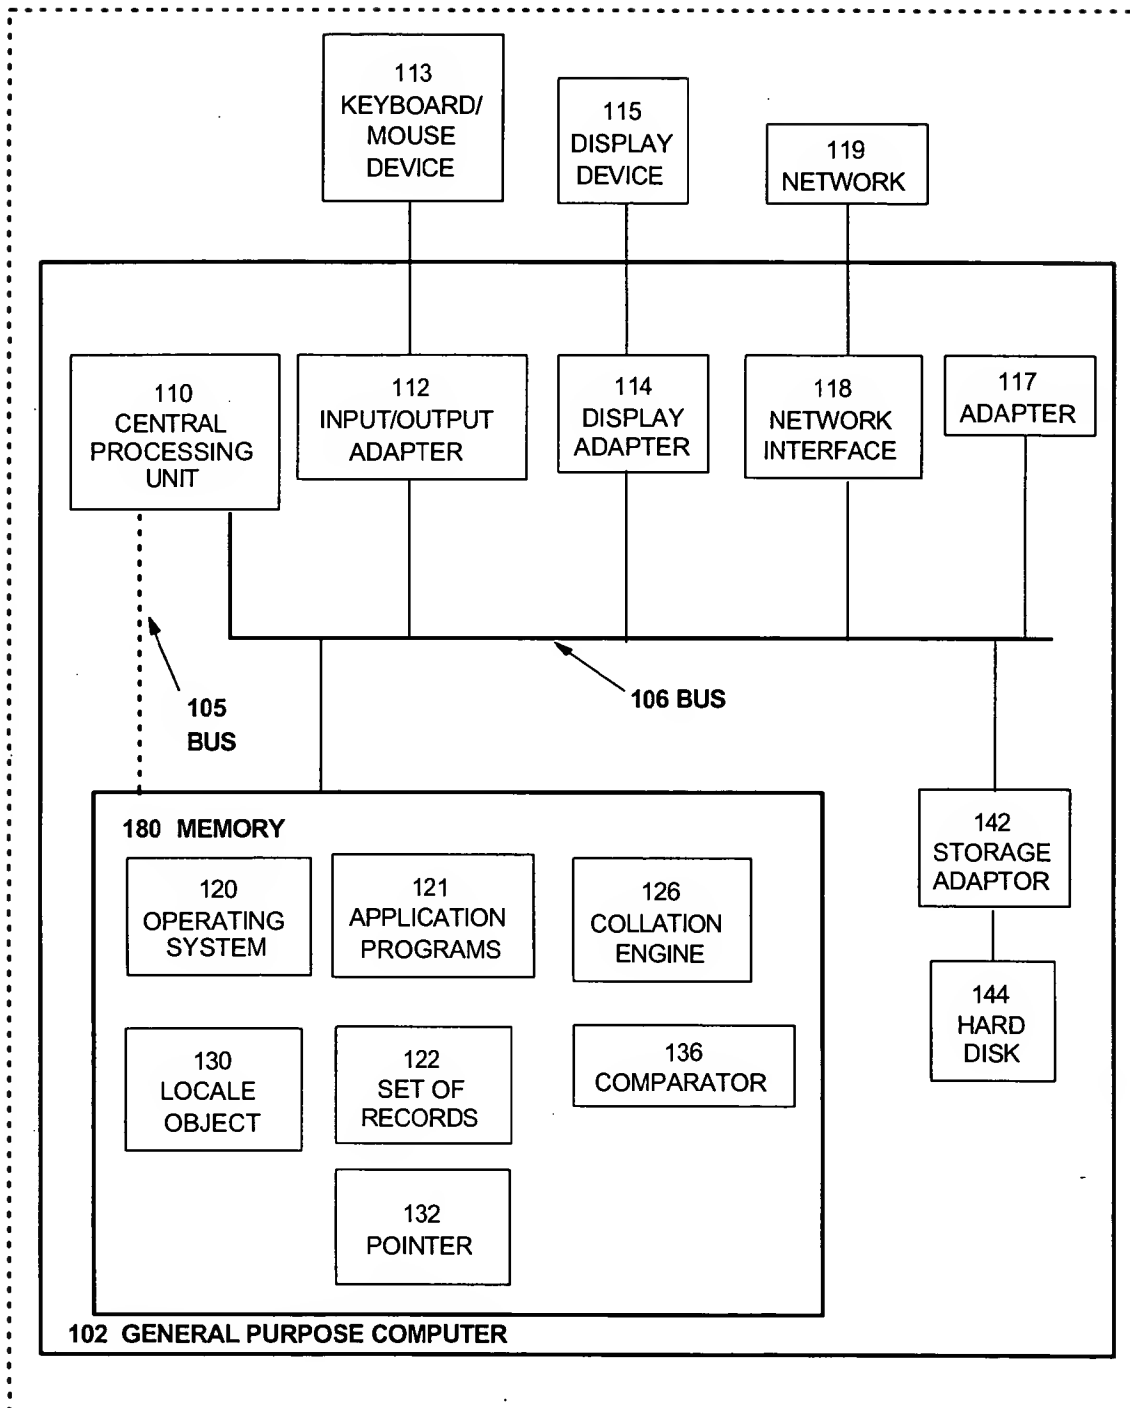 113
KEYBOARD/
MOUSE
DEVICE
115
DISPLAY
DEVICE
119
NETWORK
110
CENTRAL
PROCESSING
UNIT
112
INPUT/OUTPUT
ADAPTER
114
DISPLAY
ADAPTER
118
NETWORK
INTERFACE
117
ADAPTER
105
BUS
106 BUS
180 MEMORY
120
OPERATING
SYSTEM
121
APPLICATION
PROGRAMS
126
COLLATION
ENGINE
142
STORAGE
ADAPTOR
144
HARD
DISK
130
LOCALE
OBJECT
122
SET OF
RECORDS
136
COMPARATOR
132
POINTER
102 GENERAL PURPOSE COMPUTER